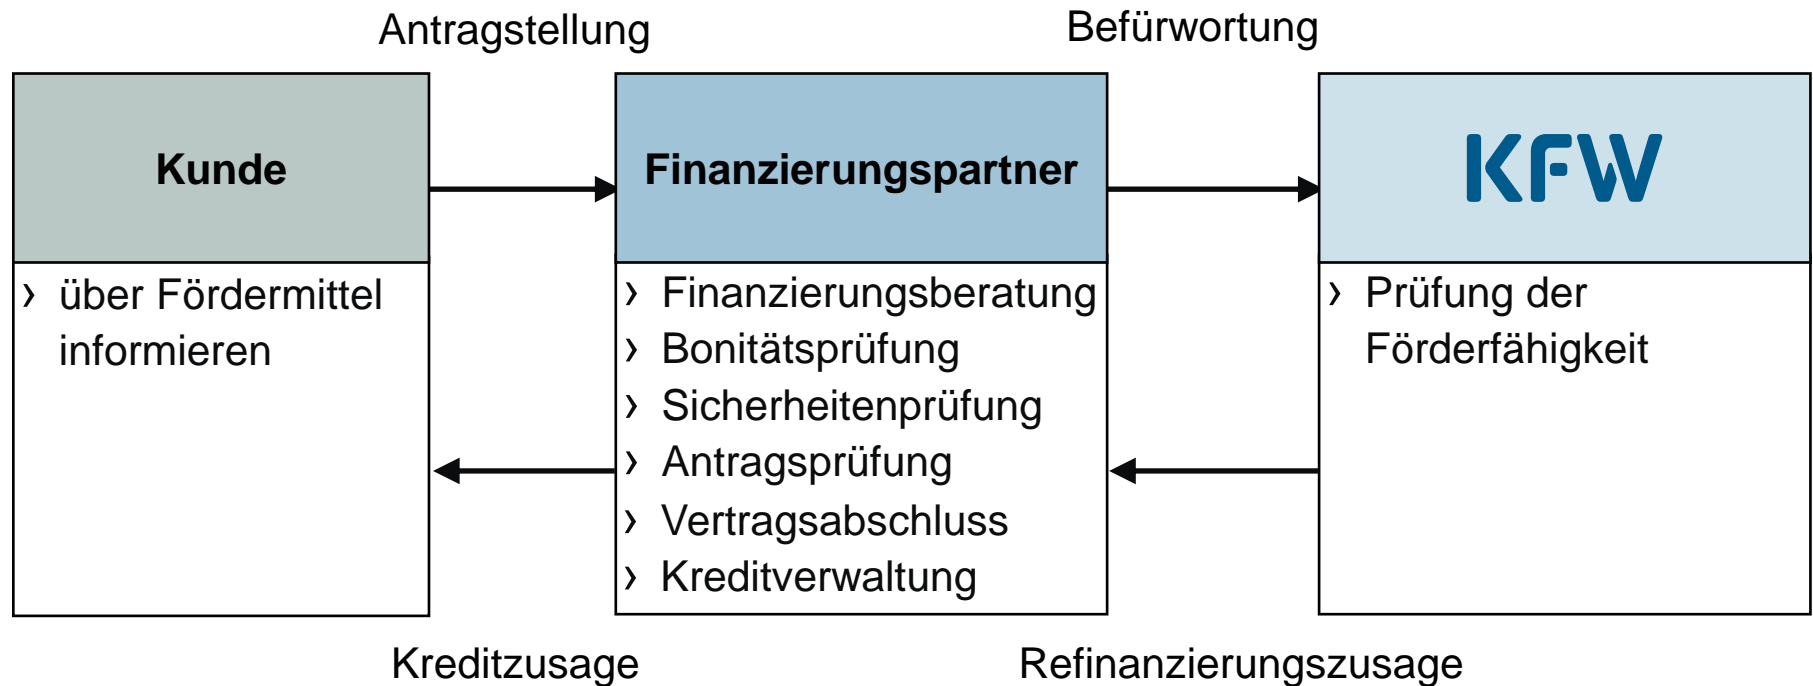 Antragstellung
Befürwortung
Kunde
Finanzierungspartner
KFW
› über Fördermittel
informieren
› Finanzierungsberatung
› Bonitätsprüfung
› Sicherheitenprüfung
› Antragsprüfung
› Vertragsabschluss
› Kreditverwaltung
› Prüfung der
Förderfähigkeit
Kreditzusage
Refinanzierungszusage